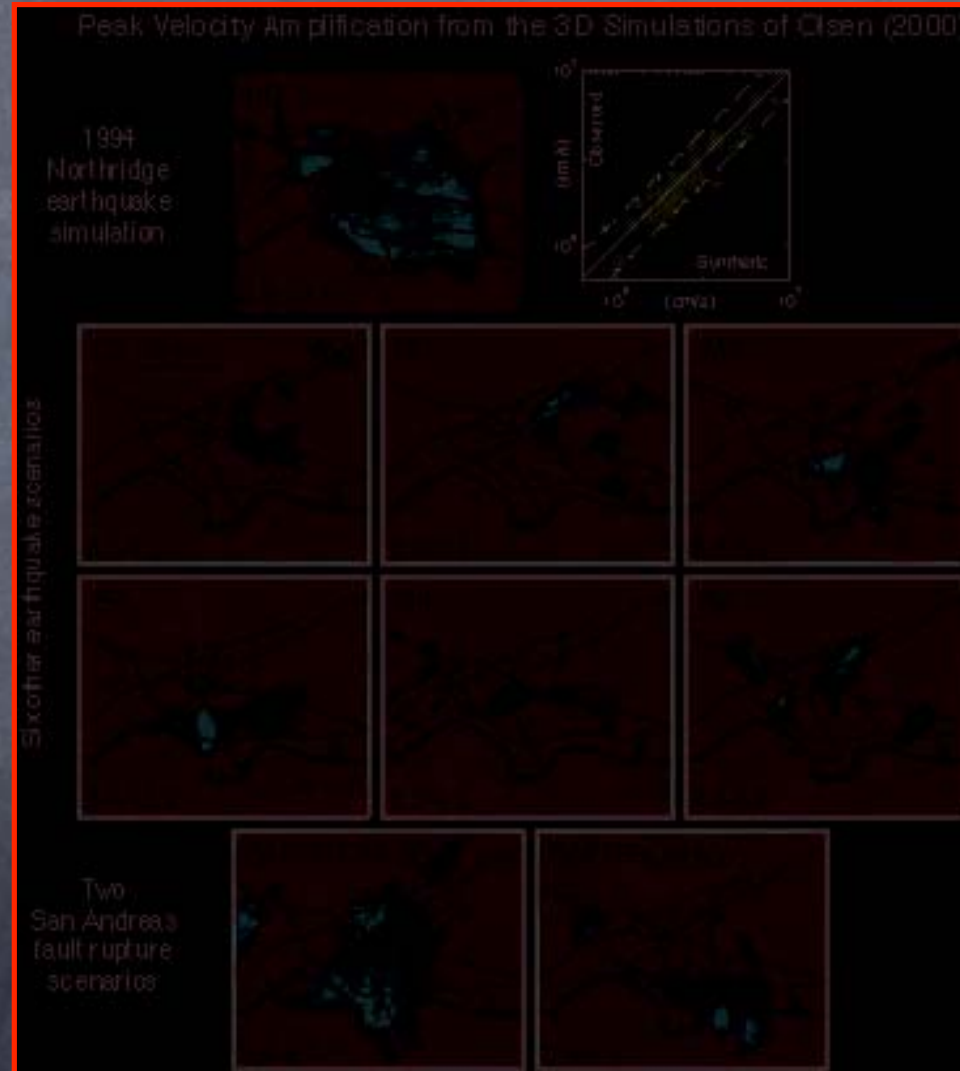 Peak Velocity Amplification from the 3D Simulations of Olsen (2000
1994
Northridge
earthquake
simulation
Observed
Synthetic
(cm/s)
Six other earthquake scenarios
Two
San Andreas
fault rupture
scenarios